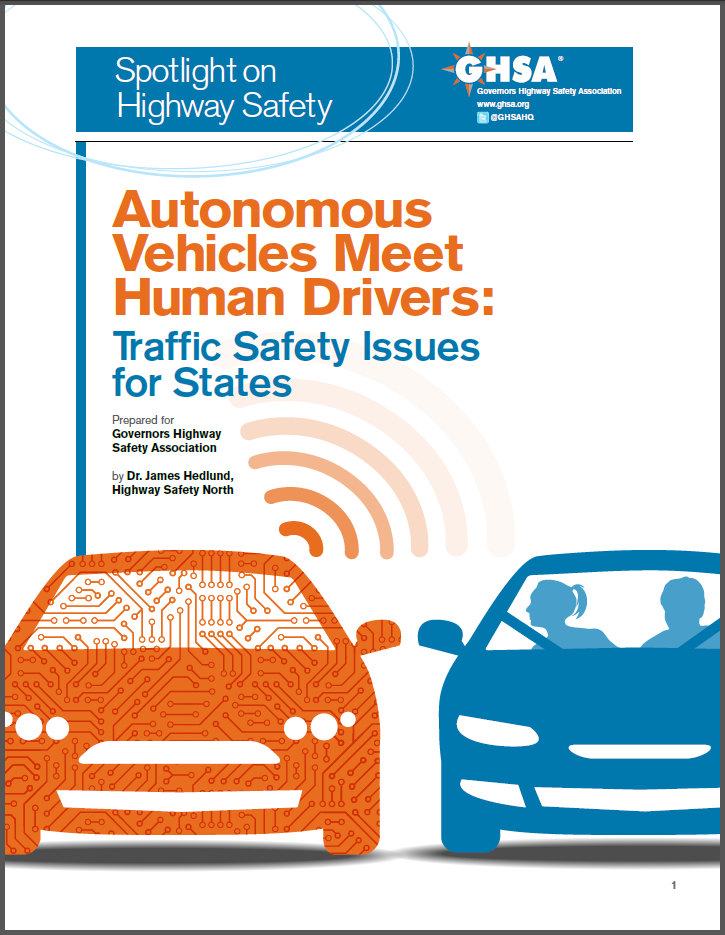 Spotlight on
Highway Safety
GHSA®
Governors Highway Safety Association
www.ghsa.org
@GHSAHQ
Autonomous
Vehicles Meet
Human Drivers:
Traffic Safety Issues
for States
Prepared for
Governors Highway
Safety Association
by Dr. James Hedlund,
Highway Safety North
1